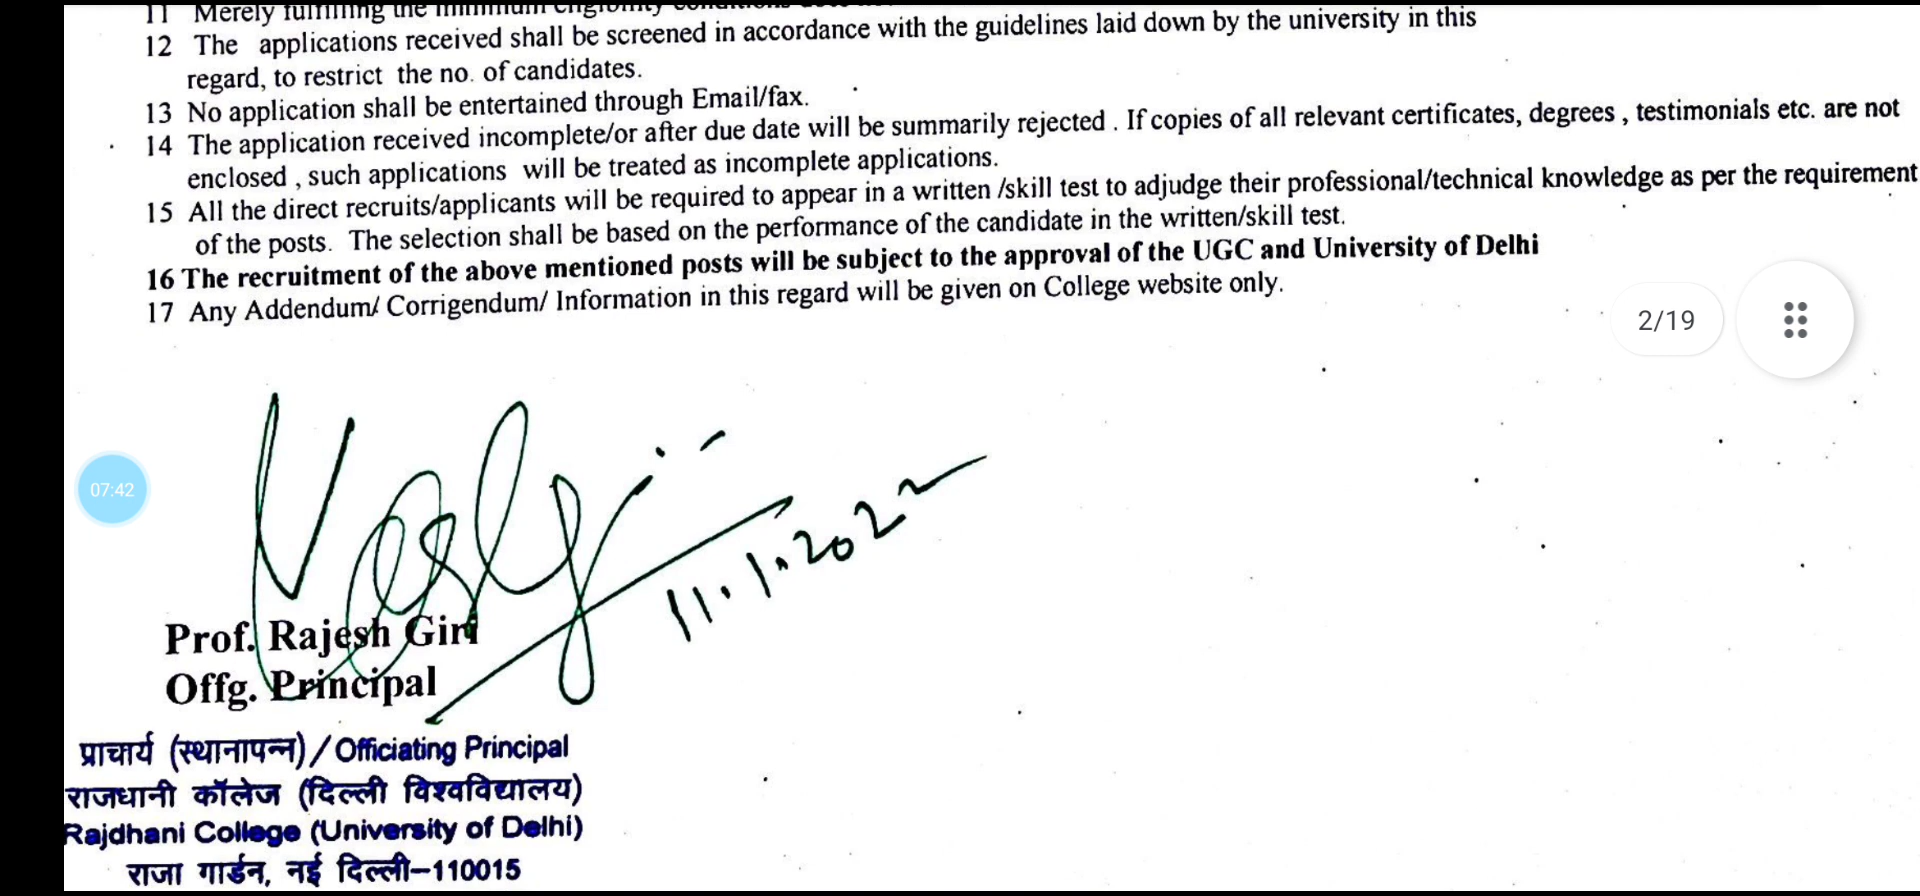 11 Merely fulfilling the minimum eligibility
12 The applications received shall be screened in accordance with the guidelines laid down by the university in this
regard, to restrict the no. of candidates.
13 No application shall be entertained through Email/fax.
14 The application received incomplete/or after due date will be summarily rejected . If copies of all relevant certificates, degrees , testimonials etc. are not
enclosed , such applications will be treated as incomplete applications.
15 All the direct recruits/applicants will be required to appear in a written /skill test to adjudge their professional/technical knowledge as per the requirement
of the posts. The selection shall be based on the performance of the candidate in the written/skill test.
16 The recruitment of the above mentioned posts will be subject to the approval of the UGC and University of Delhi
17 Any Addendum/ Corrigendum/ Information in this regard will be given on College website only.
2/19
07:42
11.1.2022
Prof. Rajesh Giri
Offg. Principal
प्राचार्य (स्थानापन्न) / Officiating Principal
राजधानी कॉलेज (दिल्ली विश्वविद्यालय)
Rajdhani College (University of Delhi)
राजा गार्डन, नई दिल्ली-110015